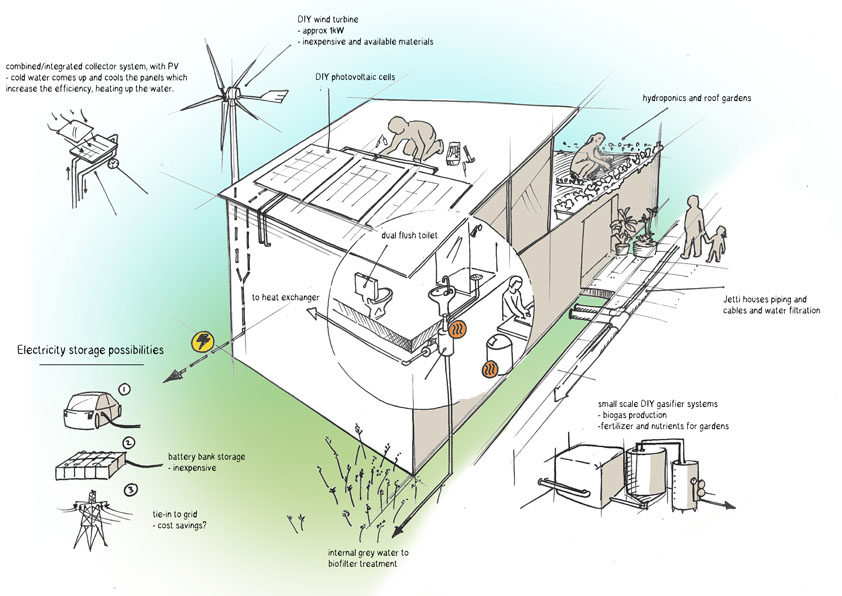 DIY wind turbine
- approx 1kW
- inexpensive and available materials
combined/integrated collector system, with PV
- cold water comes up and cools the panels which
increase the efficiency, heating up the water.
DIY photovoltaic cells
hydroponics and roof gardens
dual flush toilet
to heat exchanger
Jetti houses piping and
cables and water filtration
Electricity storage possibilities
1
2
battery bank storage
- inexpensive
3
tie-in to grid
- cost savings?
small scale DIY gasifier systems
- biogas production
-fertilizer and nutrients for gardens
internal grey water to
biofilter treatment